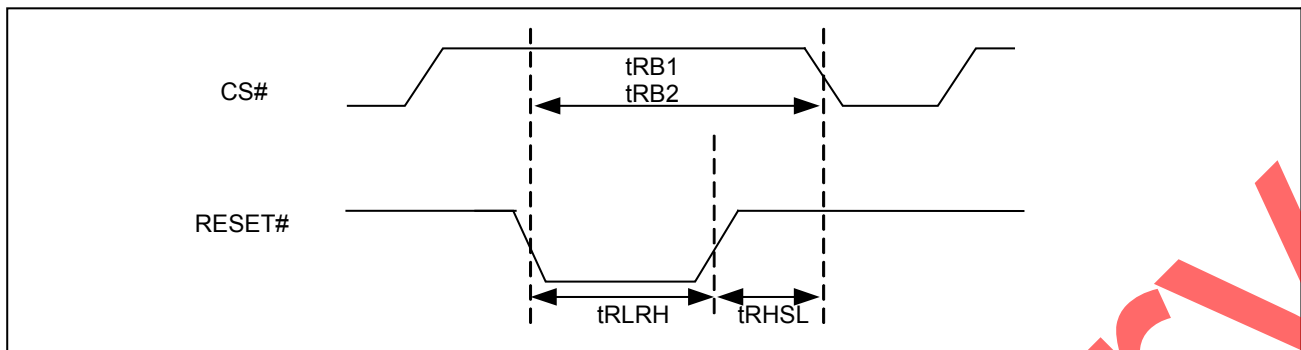 CS#
tRB1
tRB2
RESET#
tRLRH
tRHSL